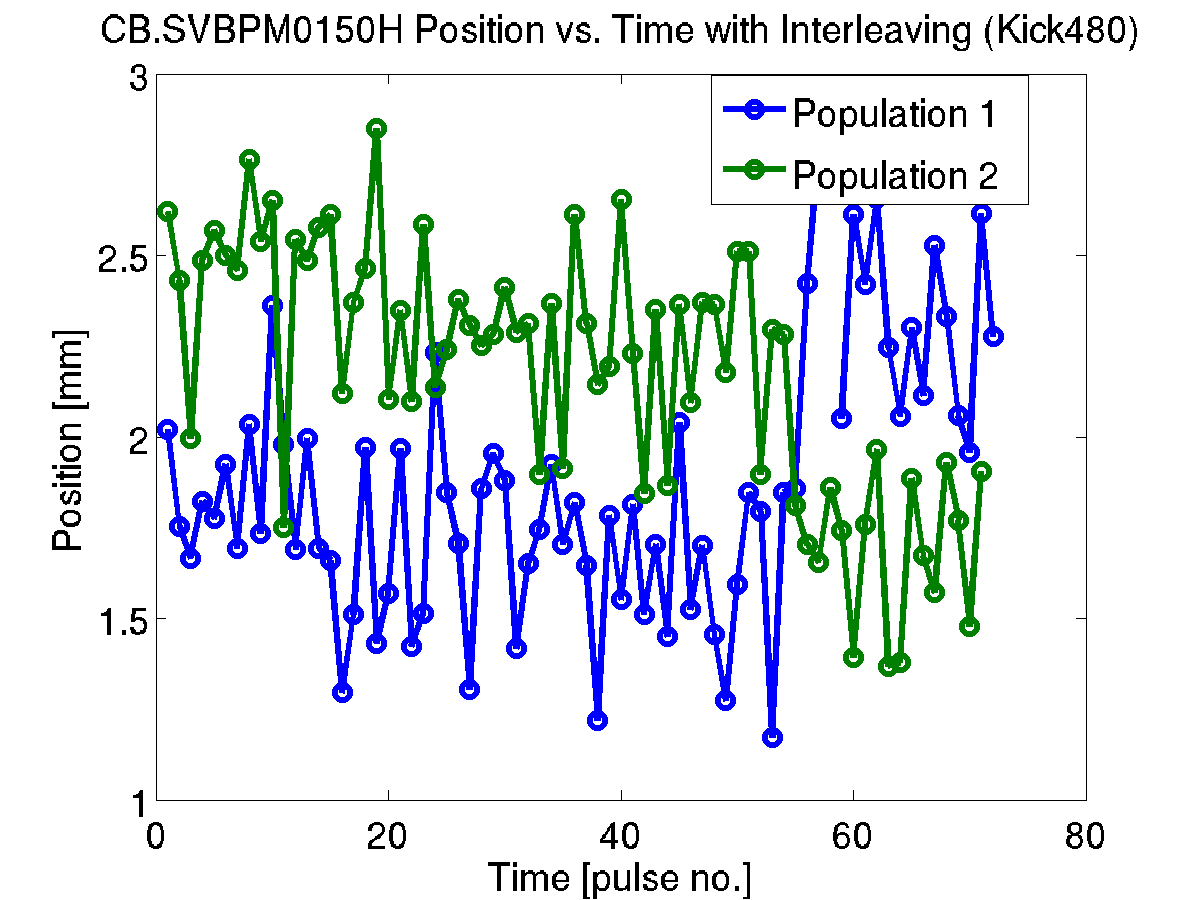 CB.SVBPM0150H Position vs. Time with Interleaving (Kick480)
3
2.5
2
1.5
1
Position [mm]
Population 1
Population 2
0
20
40
60
80
Time [pulse no.]